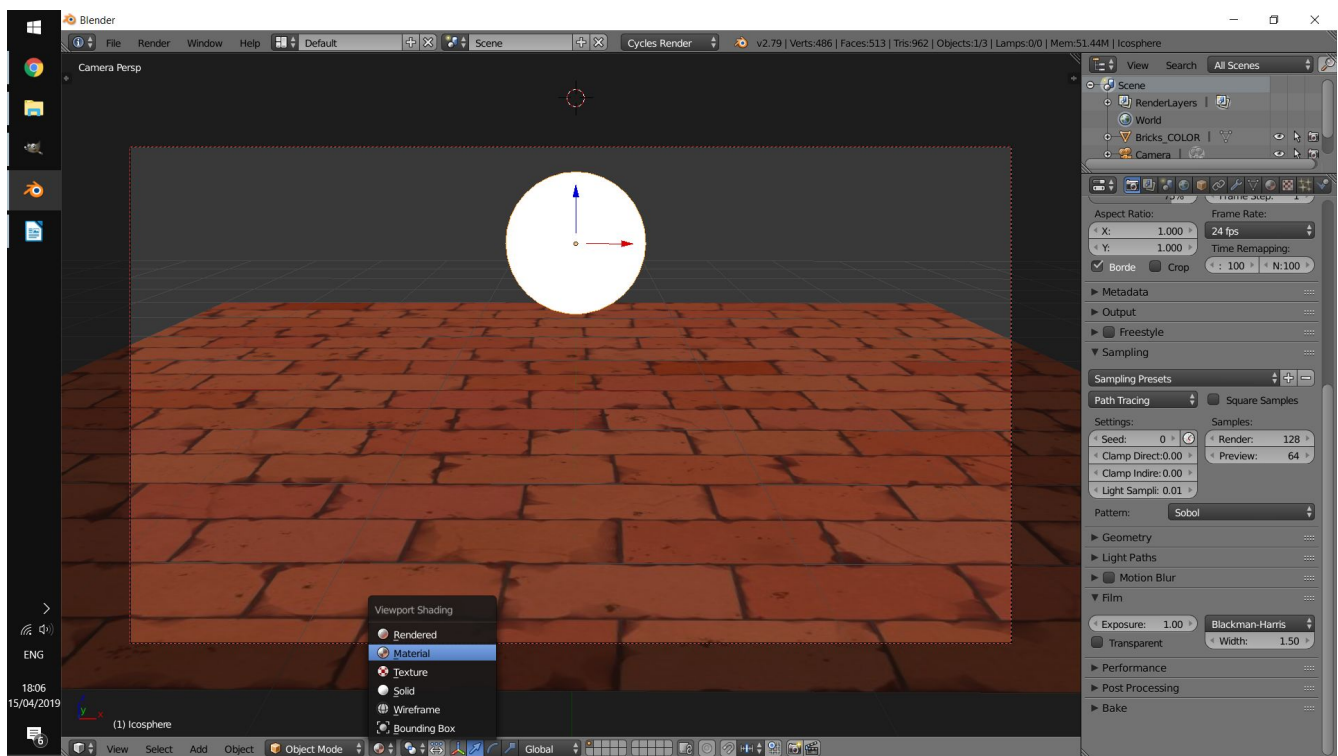 Blender
File Render Window Help Default Scene Cycles Render v2.79 | Verts:486 | Faces:513 | Tris:962 | Objects:1/3 | Lamps:0/0 | Mem:51.44M | Icosphere
Camera Persp
View Search All Scenes
Scene
RenderLayers
World
Bricks_COLOR
Camera
75% Frame Step: 1
Aspect Ratio: Frame Rate:
X: 1.000 24 fps
Y: 1.000 Time Remapping:
Borde Crop : 100 N:100
Metadata
Output
Freestyle
Sampling
Sampling Presets
Path Tracing Square Samples
Settings: Samples:
Seed: 0 Render: 128
Clamp Direct:0.00 Preview: 64
Clamp Indire: 0.00
Light Sampli: 0.01
Pattern: Sobol
Geometry
Light Paths
Motion Blur
Film
Exposure: 1.00 Blackman-Harris
Transparent Width: 1.50
Performance
Post Processing
Bake
Viewport Shading
Rendered
Material
Texture
Solid
Wireframe
Bounding Box
ENG
18:06
15/04/2019
6
y x
(1) Icosphere
View Select Add Object Object Mode Global